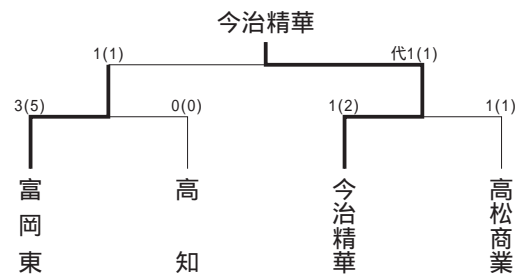 今治精華
1(1)
代1(1)
3(5)
0(0)
1(2)
1(1)
富岡東
高知
今治精華
高松商業